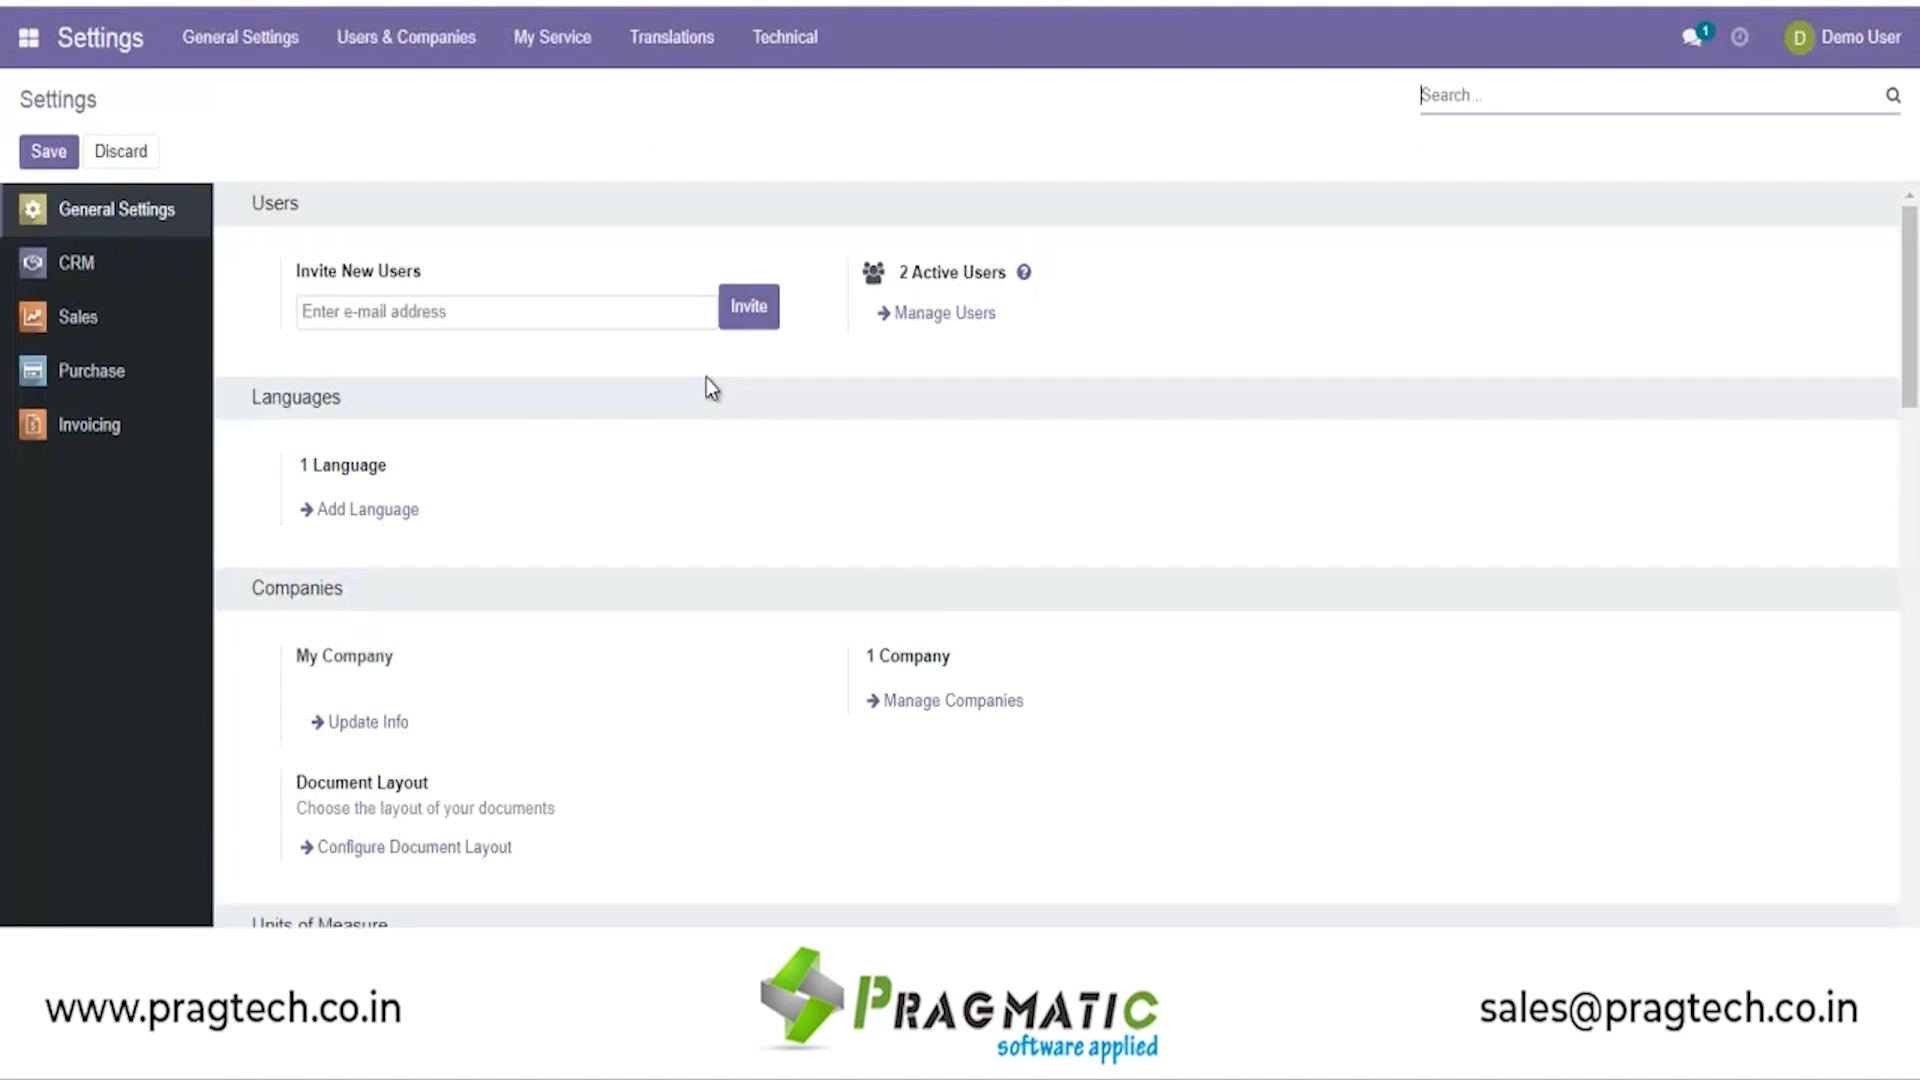 Settings General Settings Users & Companies My Service Translations Technical 1 D Demo User
Settings
Search...
Save Discard
General Settings
CRM
Sales
Purchase
Invoicing
Users
Invite New Users
Enter e-mail address Invite
2 Active Users ?
Manage Users
Languages
1 Language
Add Language
Companies
My Company
Update Info
1 Company
Manage Companies
Document Layout
Choose the layout of your documents
Configure Document Layout
Units of Measure
www.pragtech.co.in
PRAGMATIC
software applied
sales@pragtech.co.in